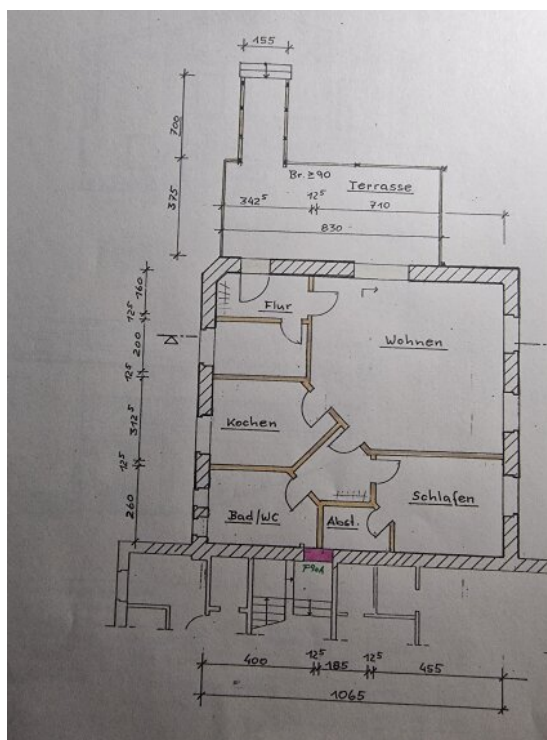 155
700
Br. ≥ 90
Terrasse
375
342⁵ 12⁵ 710
830
160
Flur
12⁵
200
Wohnen
12⁵
312⁵
Kochen
12⁵
260
Schlafen
Bad/WC
Abst.
F90A
400 12⁵ 185 12⁵ 455
1065